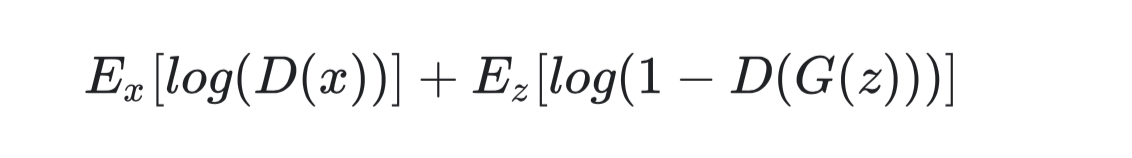 E_x[log(D(x))] + E_z[log(1 − D(G(z)))]